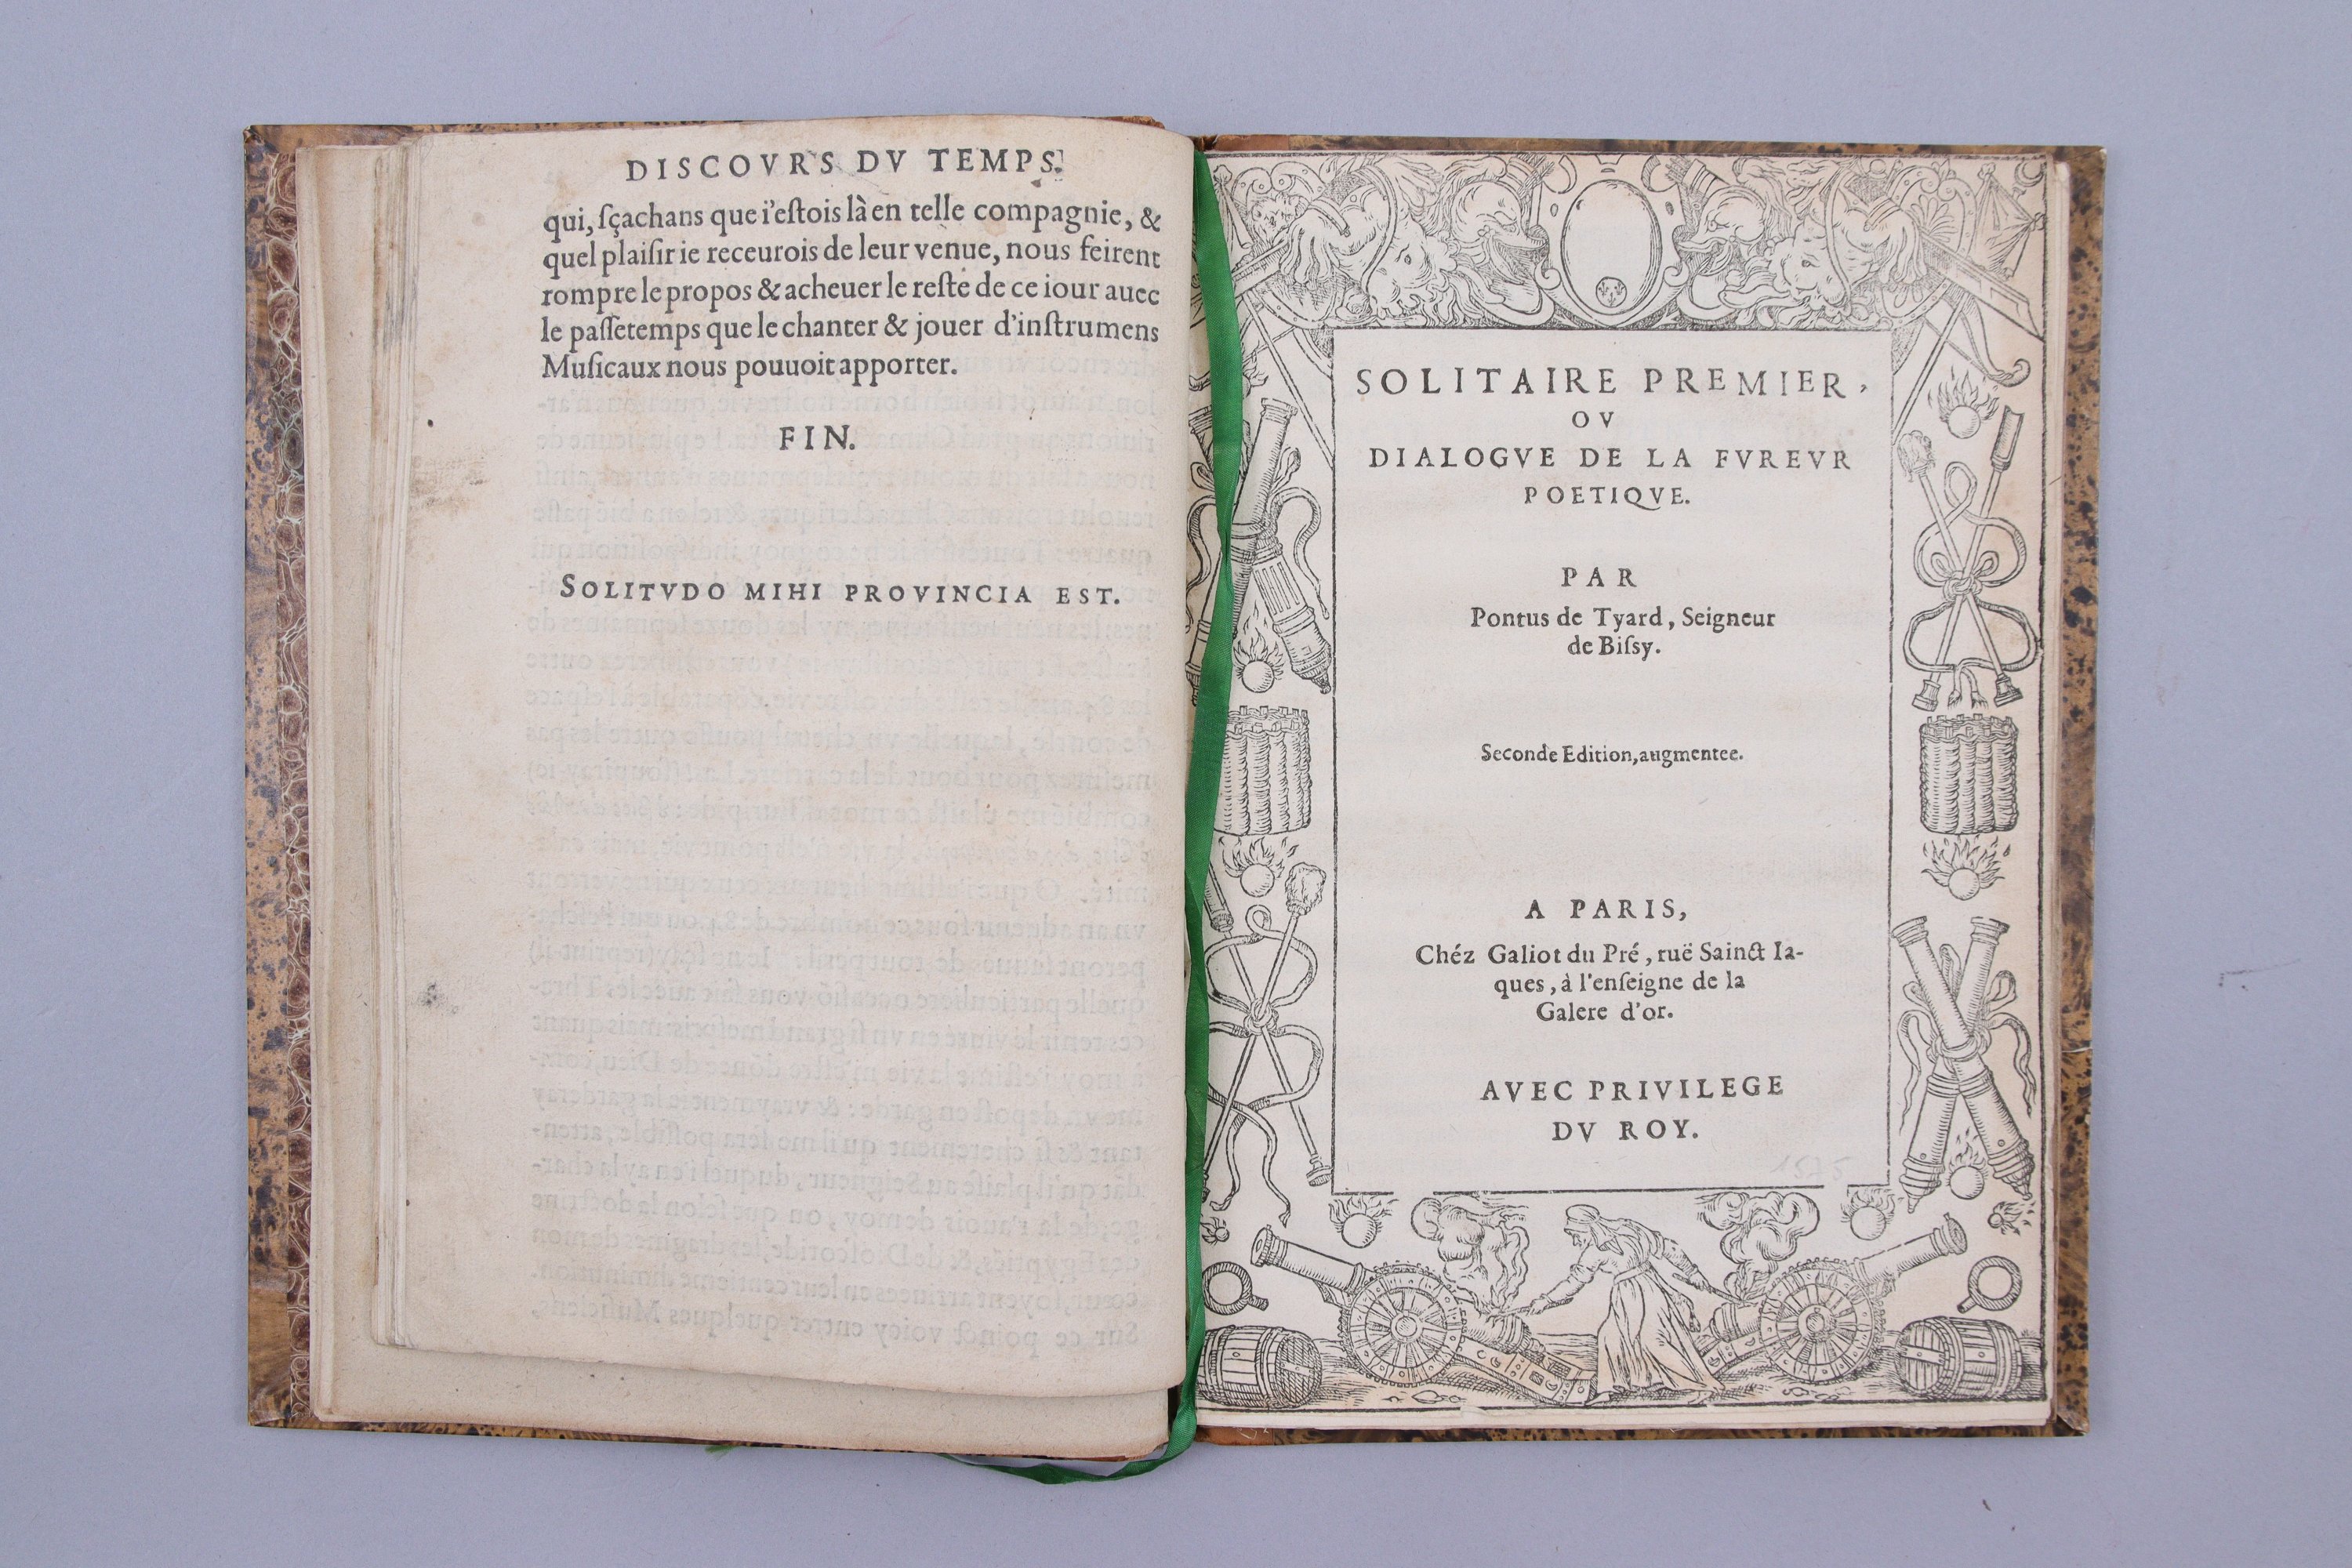 DISCOVRS DV TEMPS.
qui, ſçachans que i'eſtois là en telle compagnie, &
quel plaiſir ie receurois de leur venue, nous feirent
rompre le propos & acheuer le reſte de ce iour auec
le paſſetemps que le chanter & jouer d'inſtrumens
Muſicaux nous pouuoit apporter.
FIN.
SOLITVDO MIHI PROVINCIA EST.
SOLITAIRE PREMIER,
OV
DIALOGVE DE LA FVREVR
POETIQVE.
PAR
Pontus de Tyard, Seigneur
de Biſsy.
Seconde Edition, augmentee.
A PARIS,
Chéz Galiot du Pré, ruë Sainct Ia-
ques, à l'enſeigne de la
Galere d'or.
AVEC PRIVILEGE
DV ROY.
1575